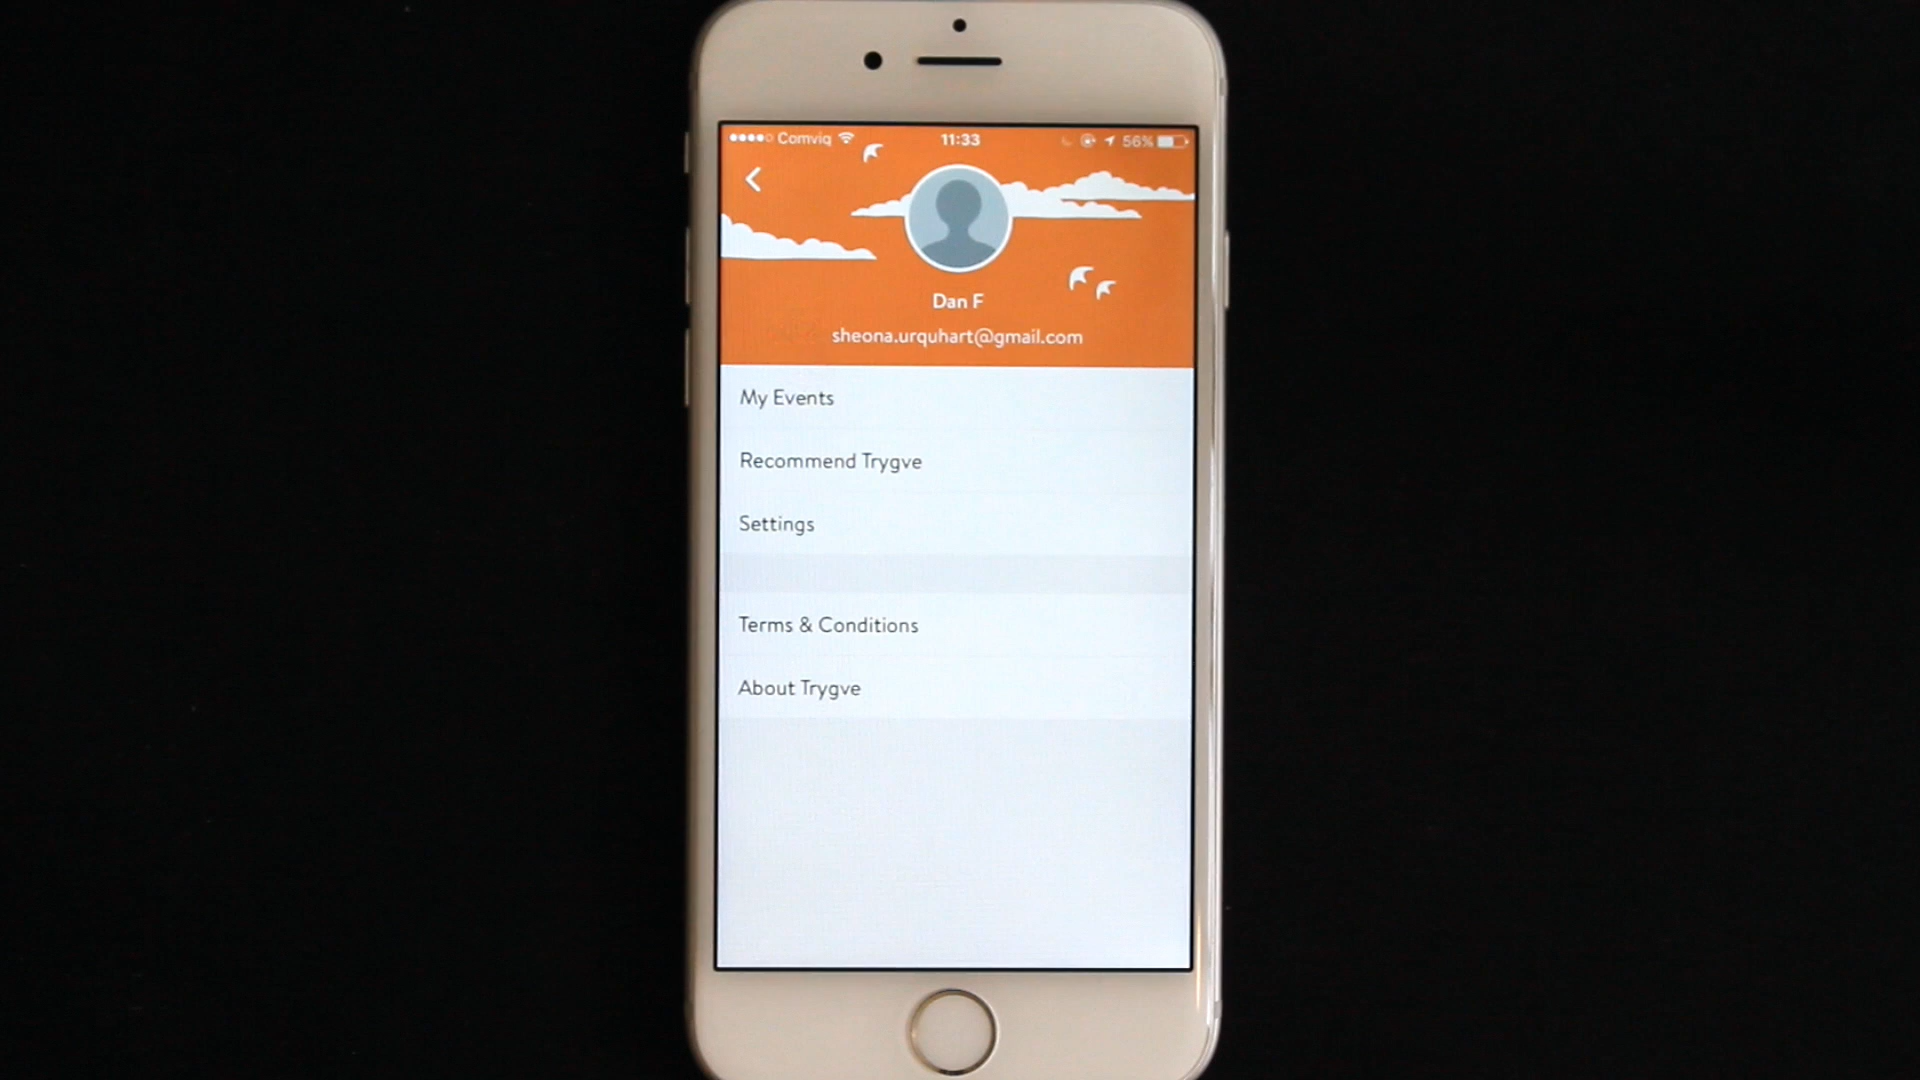 Comviq 11:33 56%
Dan F
sheona.urquhart@gmail.com
My Events
Recommend Trygve
Settings
Terms & Conditions
About Trygve